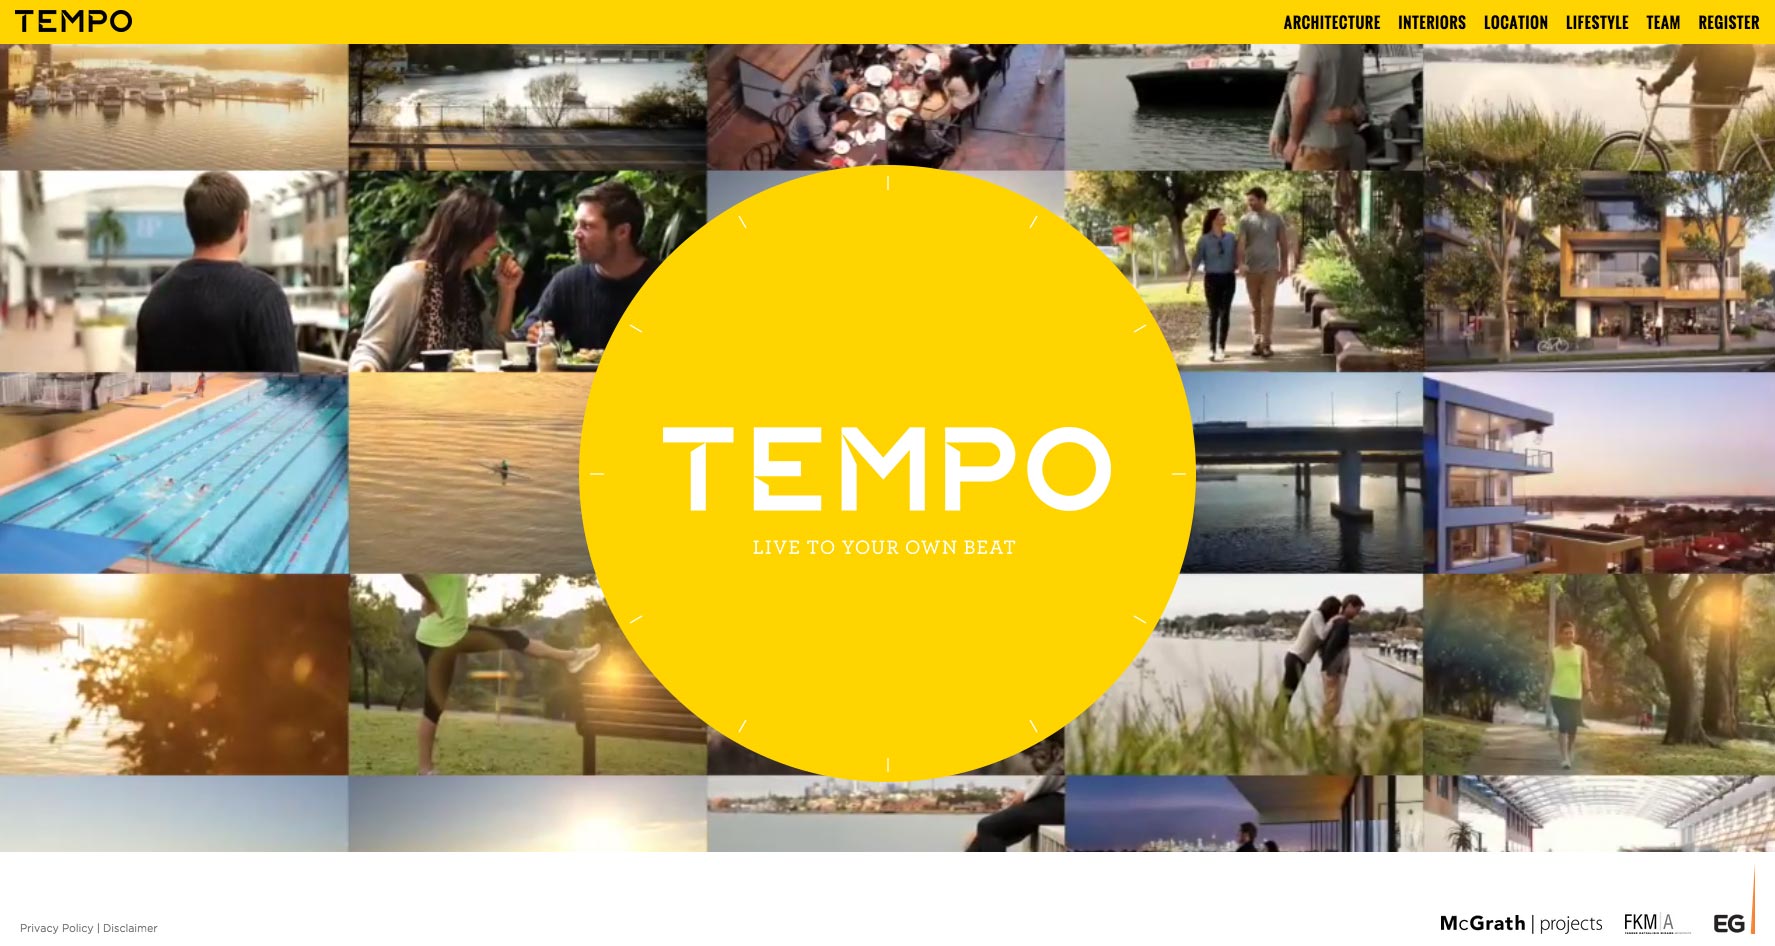 TEMPO
ARCHITECTURE INTERIORS LOCATION LIFESTYLE TEAM REGISTER
TEMPO
LIVE TO YOUR OWN BEAT
Privacy Policy | Disclaimer
McGrath | projects
FKM|A
EG